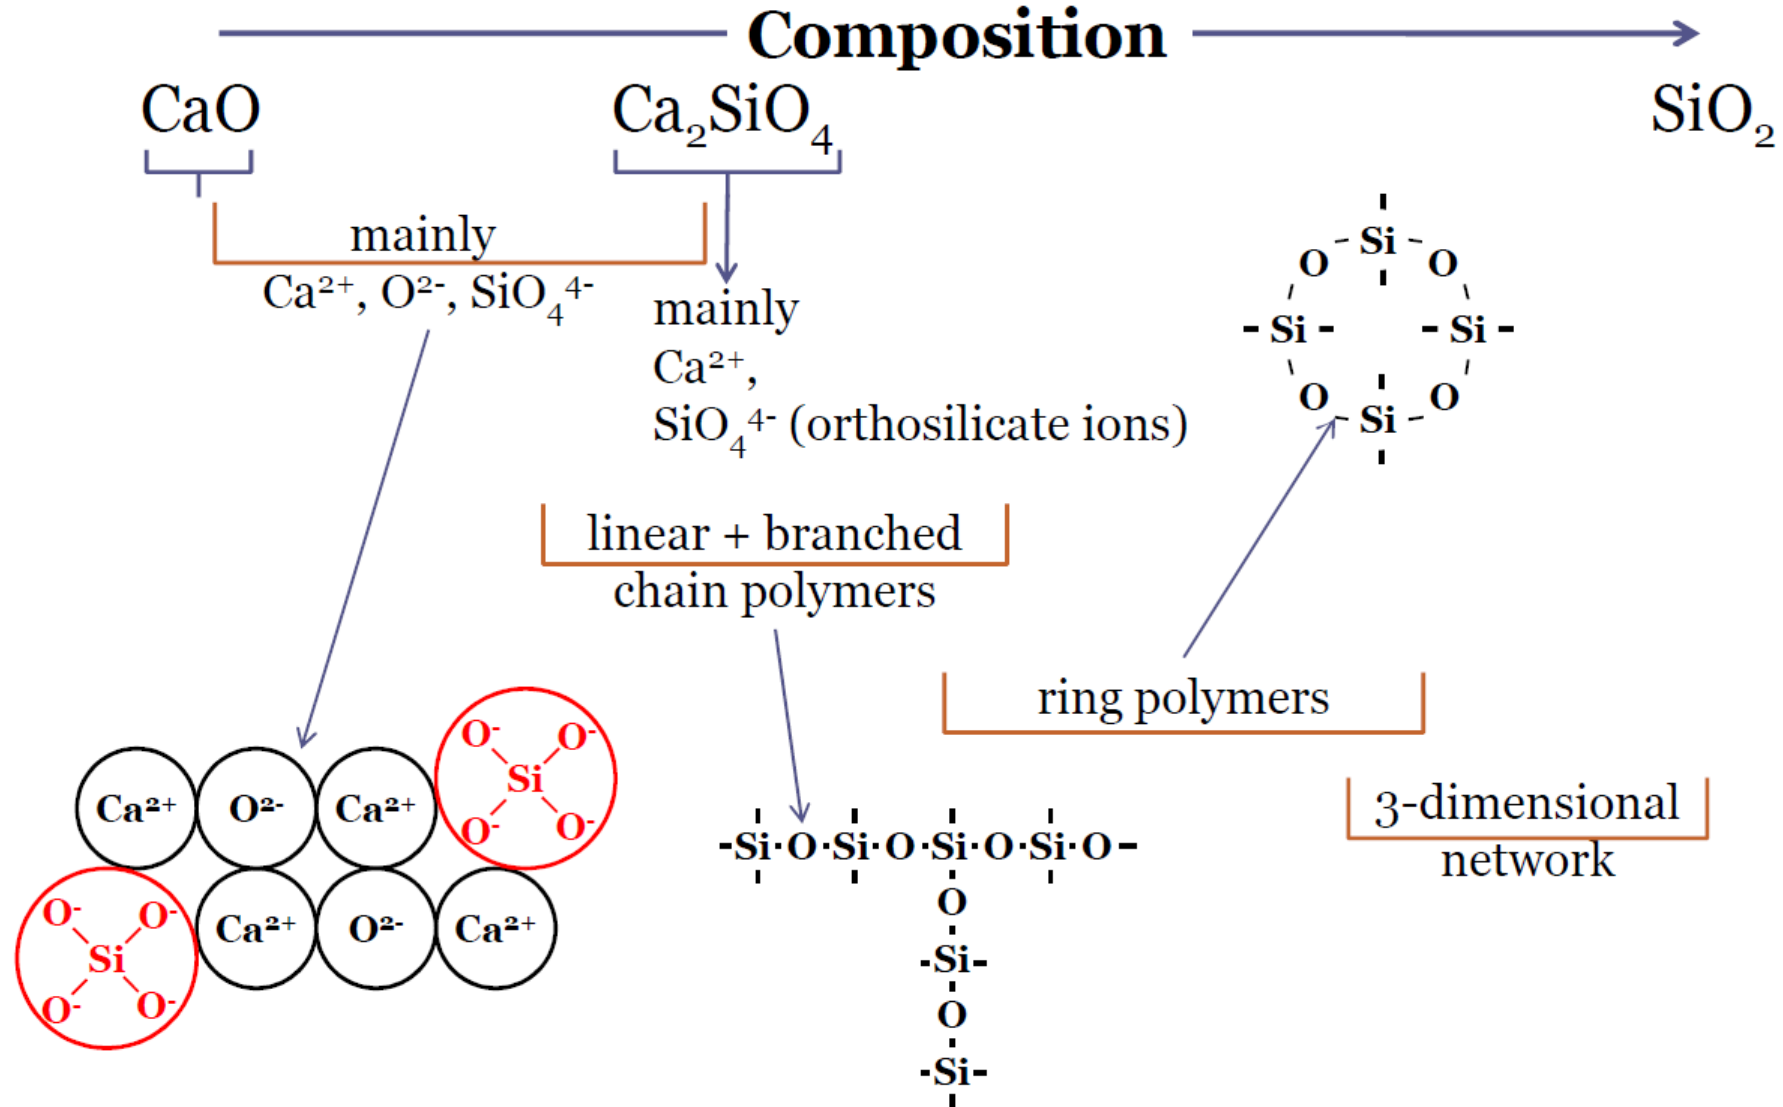 Composition
CaO
Ca₂SiO₄
SiO₂
mainly
Ca²⁺, O²⁻, SiO₄⁴⁻
mainly
Ca²⁺,
SiO₄⁴⁻ (orthosilicate ions)
Si
O O
Si Si
O O
Si
linear + branched
chain polymers
ring polymers
3-dimensional
network
O⁻ O⁻
Si
O⁻ O⁻
Ca²⁺ O²⁻ Ca²⁺
Ca²⁺ O²⁻ Ca²⁺
O⁻ O⁻
Si
O⁻ O⁻
-Si·O·Si·O·Si·O·Si·O-
O
-Si-
O
-Si-